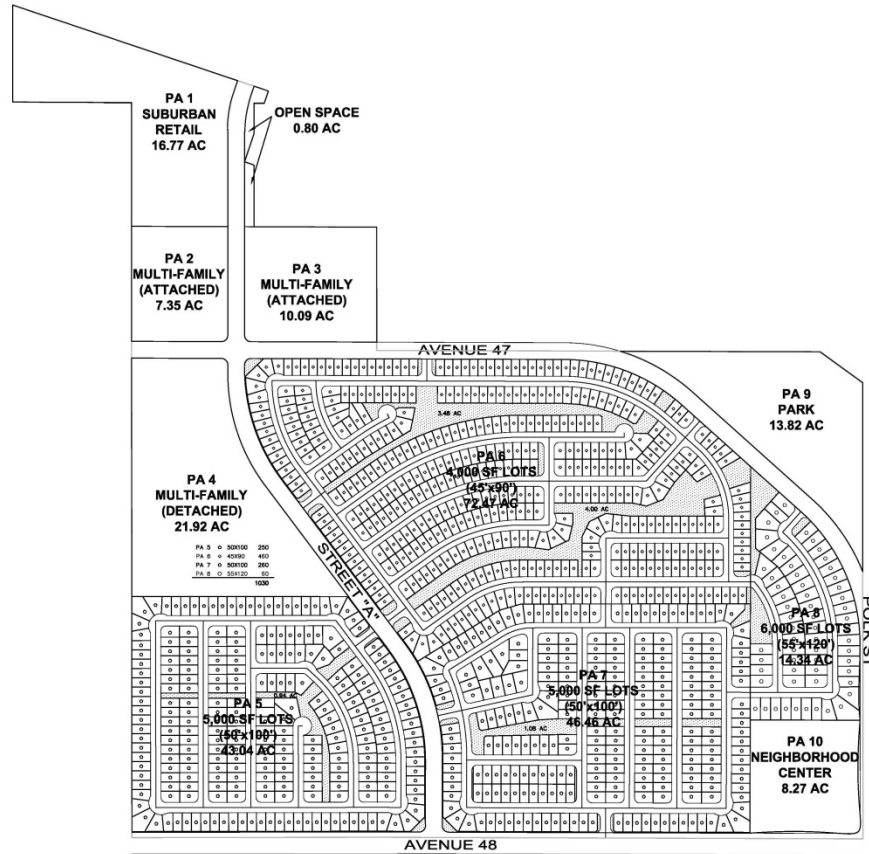 PA 1
SUBURBAN
RETAIL
16.77 AC
OPEN SPACE
0.80 AC
PA 2
MULTI-FAMILY
(ATTACHED)
7.35 AC
PA 3
MULTI-FAMILY
(ATTACHED)
10.09 AC
AVENUE 47
PA 9
PARK
13.82 AC
3.48 AC
PA 6
4,000 SF LOTS
(45'x90')
72.47 AC
4.00 AC
PA 4
MULTI-FAMILY
(DETACHED)
21.92 AC
PA 5 50X100 250
PA 6 45X90 460
PA 7 50X100 260
PA 8 55X120 60
1030
STREET "A"
POLK ST
PA 8
6,000 SF LOTS
(55'x120')
14.34 AC
PA 7
5,000 SF LOTS
(50'x100')
46.46 AC
1.08 AC
0.94 AC
PA 5
5,000 SF LOTS
(50'x100')
43.04 AC
PA 10
NEIGHBORHOOD
CENTER
8.27 AC
AVENUE 48